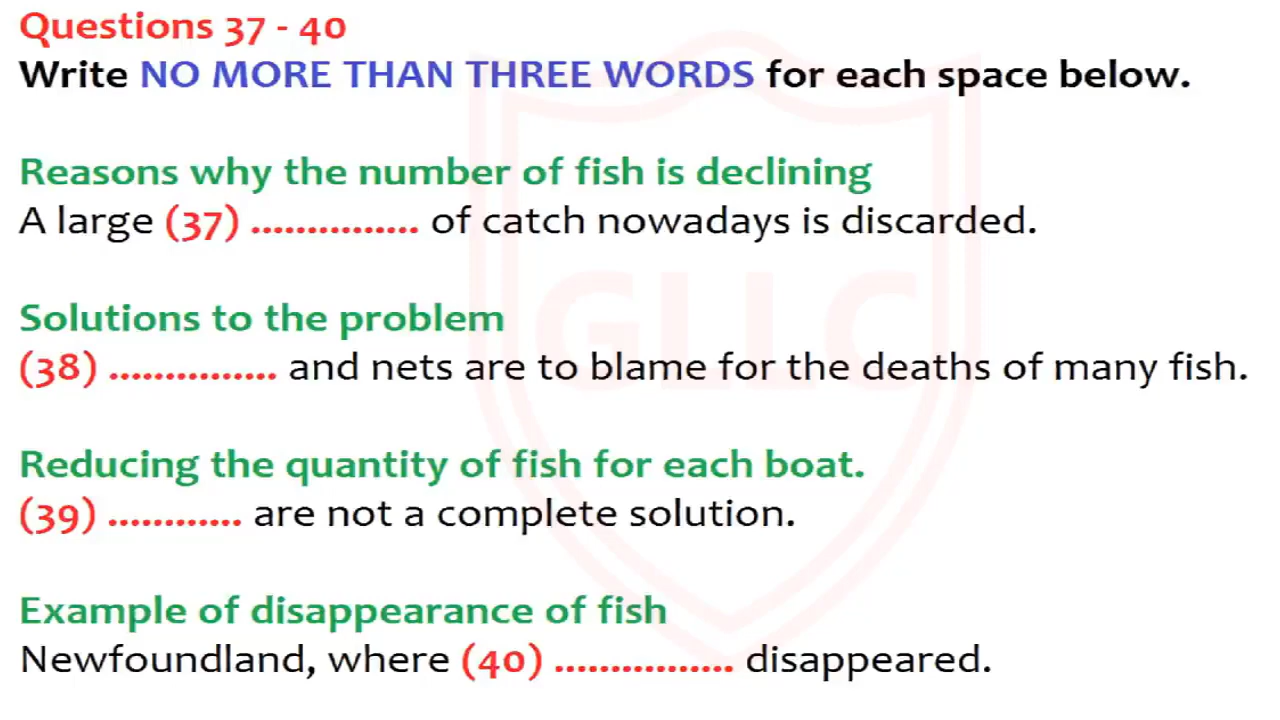 Questions 37 - 40
Write NO MORE THAN THREE WORDS for each space below.
Reasons why the number of fish is declining
A large (37) ............... of catch nowadays is discarded.
Solutions to the problem
(38) ............... and nets are to blame for the deaths of many fish.
Reducing the quantity of fish for each boat.
(39) ............ are not a complete solution.
Example of disappearance of fish
Newfoundland, where (40) ................ disappeared.
GLLC